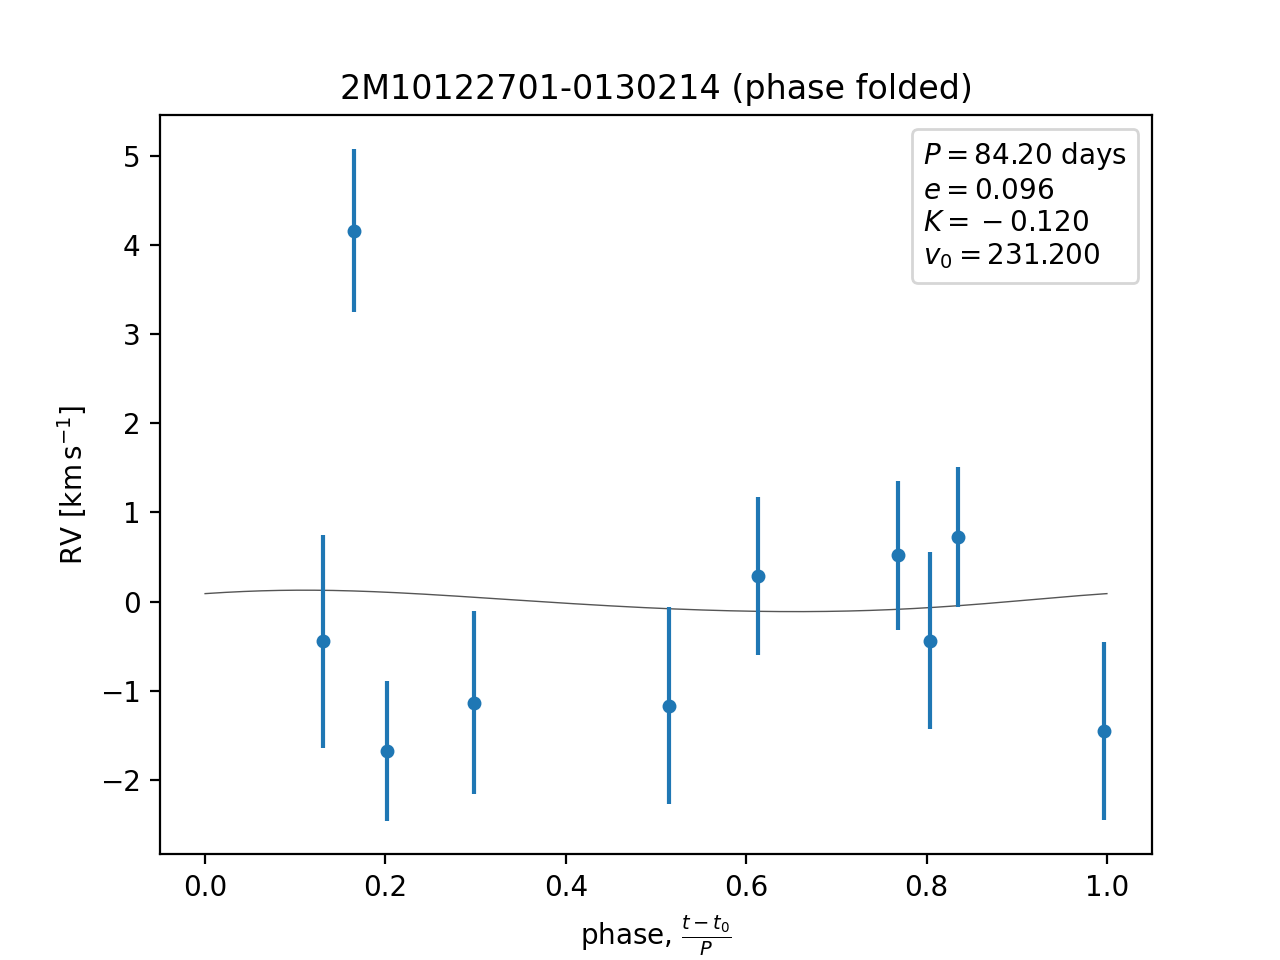 2M10122701-0130214 (phase folded)
P = 84.20 days
e = 0.096
K = −0.120
v₀ = 231.200
5
4
3
2
1
0
−1
−2
RV [km s⁻¹]
0.0 0.2 0.4 0.6 0.8 1.0
phase, (t − t₀)/P